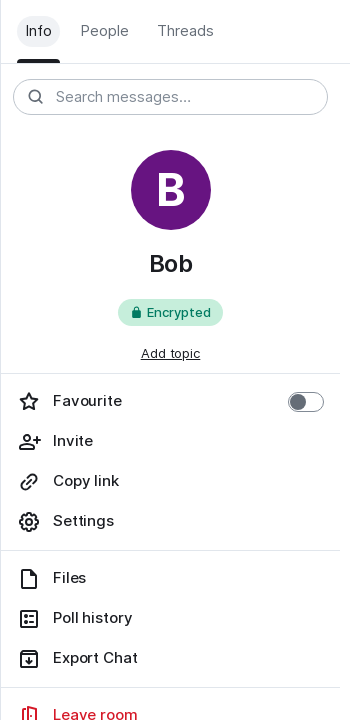 Info People Threads
Search messages...
B
Bob
Encrypted
Add topic
Favourite
Invite
Copy link
Settings
Files
Poll history
Export Chat
Leave room